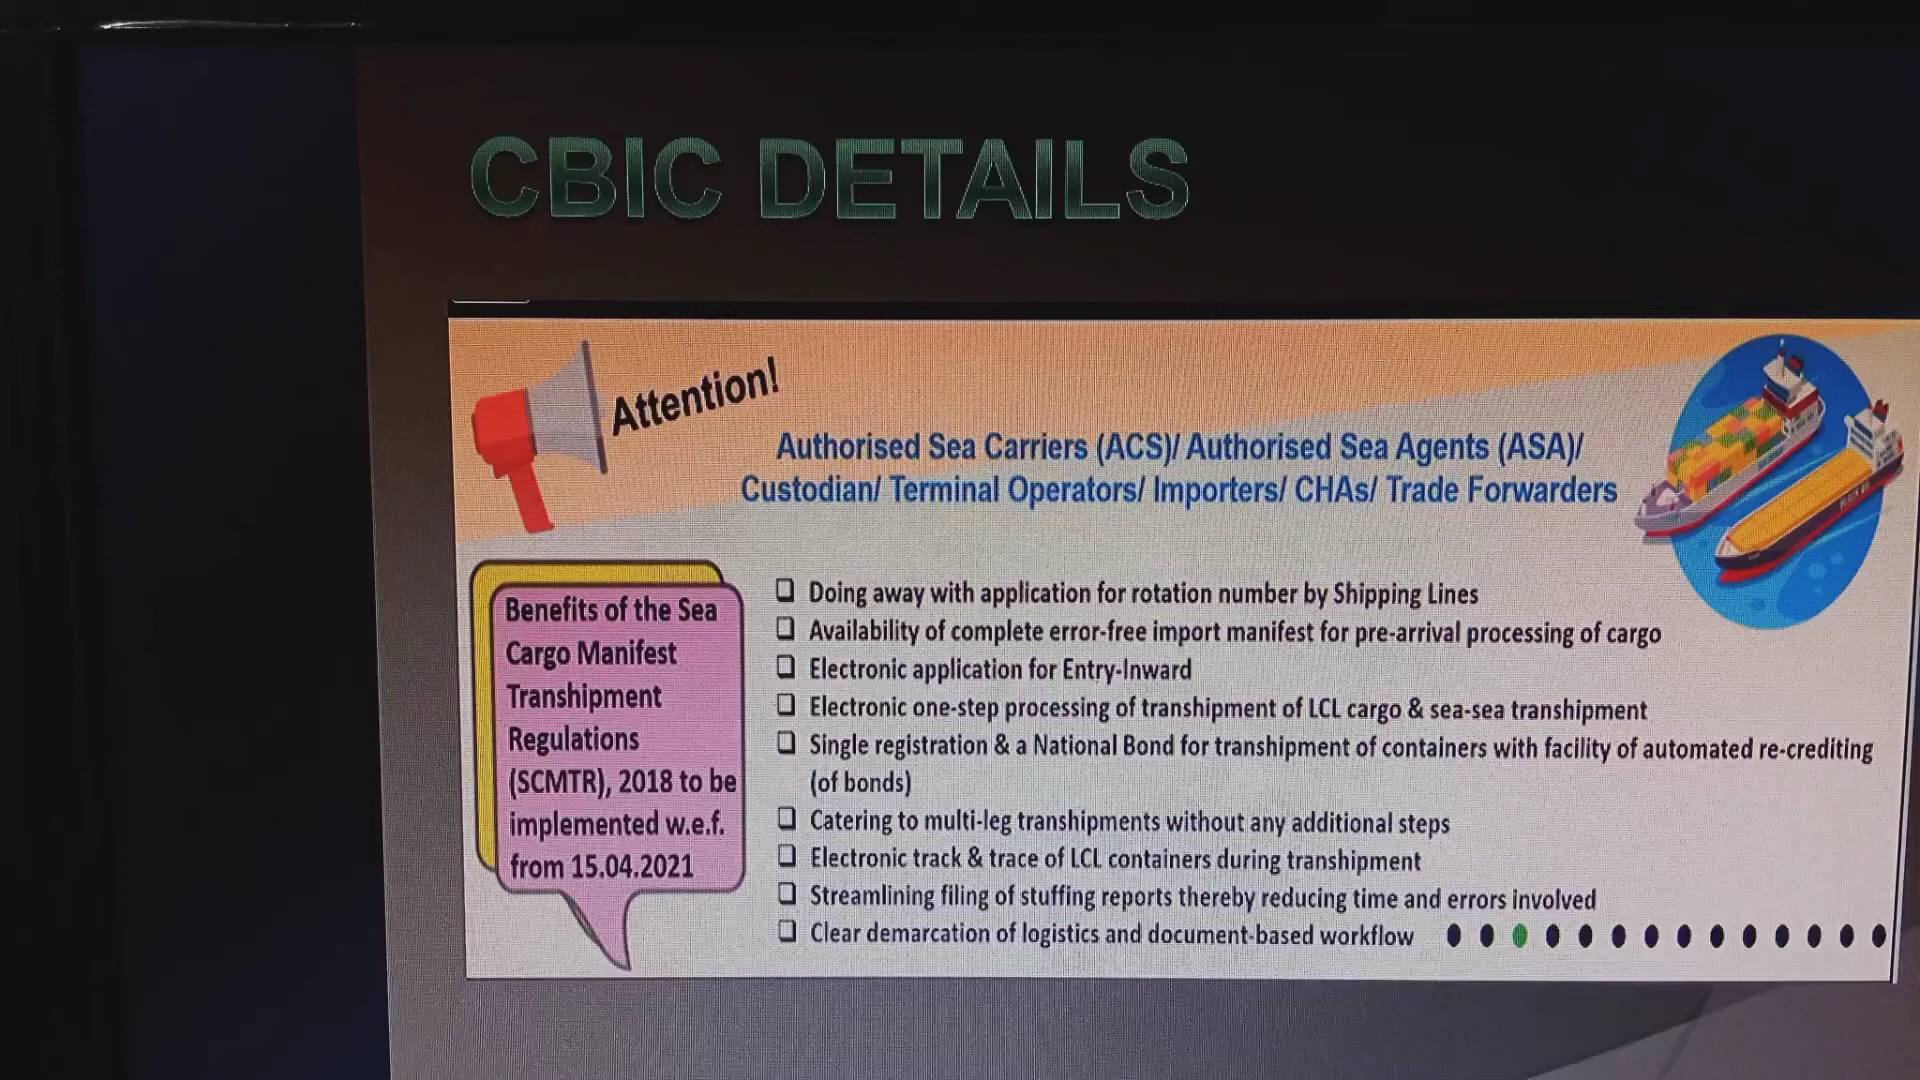 CBIC DETAILS
Attention!
Authorised Sea Carriers (ACS)/ Authorised Sea Agents (ASA)/
Custodian/ Terminal Operators/ Importers/ CHAs/ Trade Forwarders
Benefits of the Sea
Cargo Manifest
Transhipment
Regulations
(SCMTR), 2018 to be
implemented w.e.f.
from 15.04.2021
Doing away with application for rotation number by Shipping Lines
Availability of complete error-free import manifest for pre-arrival processing of cargo
Electronic application for Entry-Inward
Electronic one-step processing of transhipment of LCL cargo & sea-sea transhipment
Single registration & a National Bond for transhipment of containers with facility of automated re-crediting
(of bonds)
Catering to multi-leg transhipments without any additional steps
Electronic track & trace of LCL containers during transhipment
Streamlining filing of stuffing reports thereby reducing time and errors involved
Clear demarcation of logistics and document-based workflow